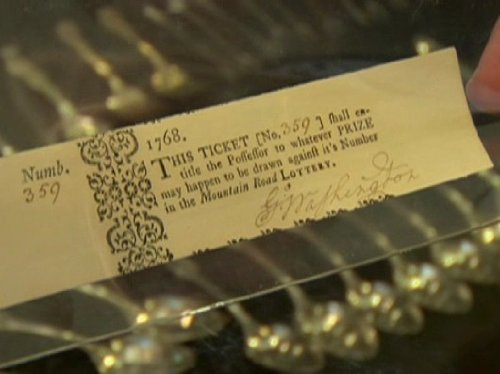 Numb.
359
1768.
THIS TICKET [No. 359 ] ſhall en-
title the Poſſeſſor to whatever PRIZE
may happen to be drawn againſt it's Number
in the Mountain Road LOTTERY.
G Washington